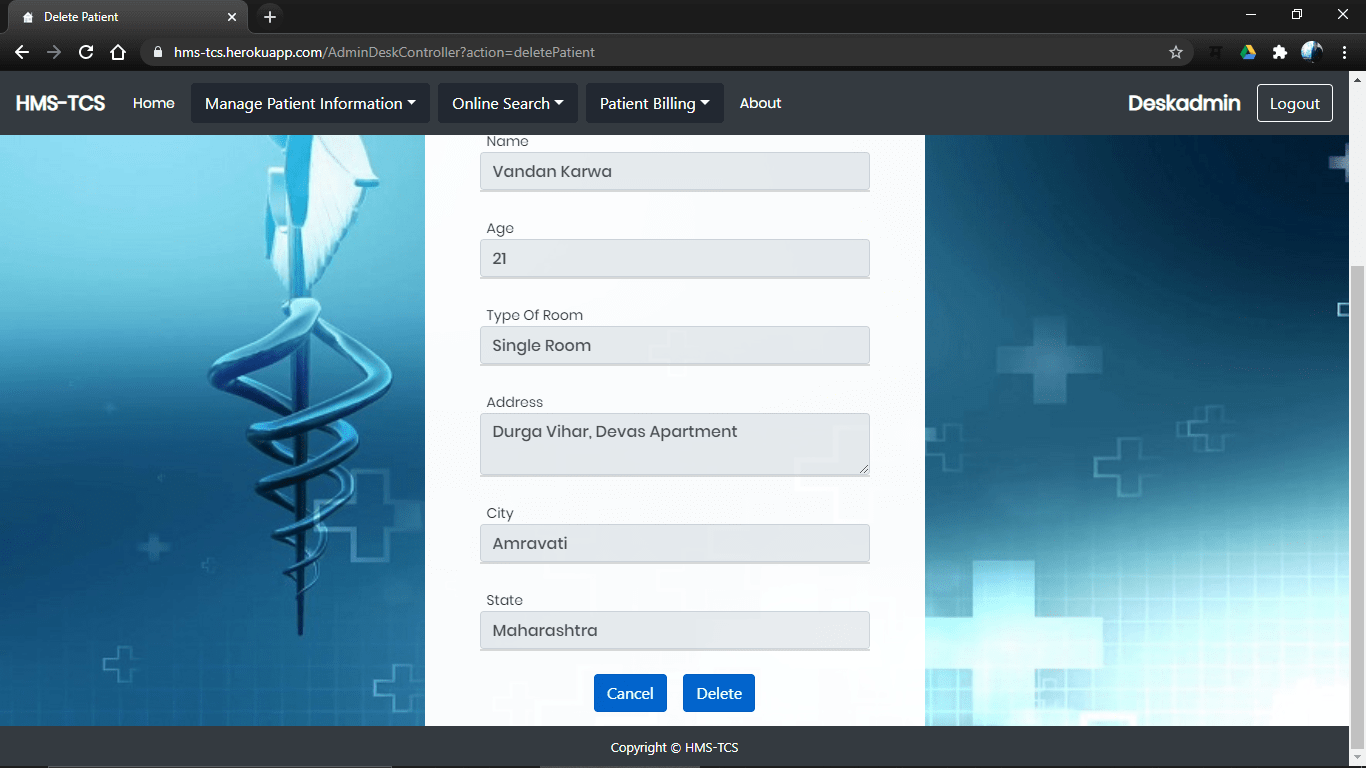 Delete Patient
hms-tcs.herokuapp.com/AdminDeskController?action=deletePatient
HMS-TCS Home Manage Patient Information Online Search Patient Billing About Deskadmin Logout
Name
Vandan Karwa
Age
21
Type Of Room
Single Room
Address
Durga Vihar, Devas Apartment
City
Amravati
State
Maharashtra
Cancel Delete
Copyright © HMS-TCS